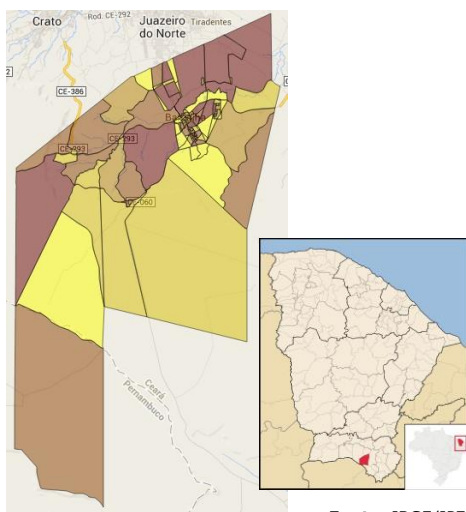 Rod. CE-292
Crato
Juazeiro
do Norte
Tiradentes
CE-386
CE-293
CE-293
CE-060
Ceará
Pernambuco